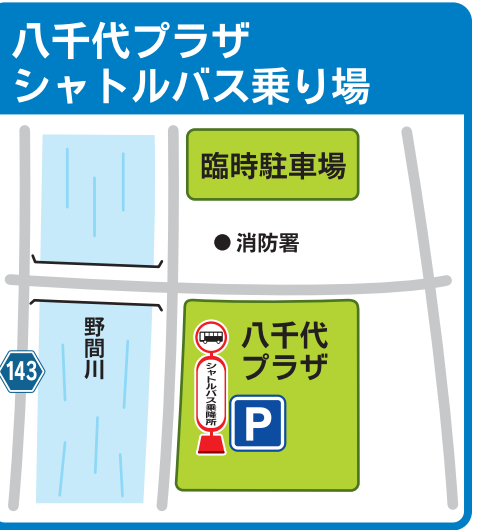 八千代プラザ
シャトルバス乗り場
臨時駐車場
消防署
野間川
143
八千代
プラザ
シャトルバス乗降所
P